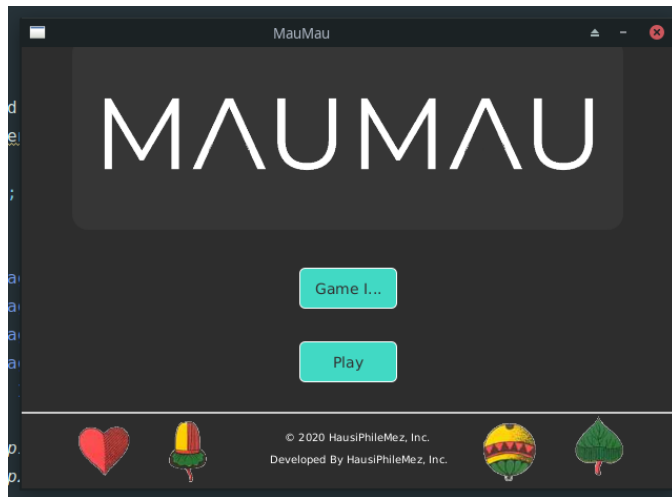 MauMau
MAUMAU
Game I...
Play
© 2020 HausiPhileMez, Inc.
Developed By HausiPhileMez, Inc.